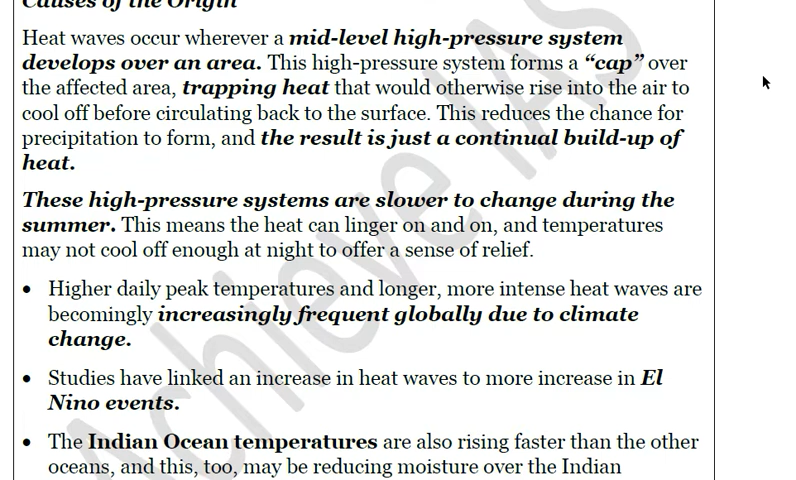 Causes of the Origin
Heat waves occur wherever a mid-level high-pressure system
develops over an area. This high-pressure system forms a “cap” over
the affected area, trapping heat that would otherwise rise into the air to
cool off before circulating back to the surface. This reduces the chance for
precipitation to form, and the result is just a continual build-up of
heat.
These high-pressure systems are slower to change during the
summer. This means the heat can linger on and on, and temperatures
may not cool off enough at night to offer a sense of relief.
• Higher daily peak temperatures and longer, more intense heat waves are
becomingly increasingly frequent globally due to climate
change.
• Studies have linked an increase in heat waves to more increase in El
Nino events.
• The Indian Ocean temperatures are also rising faster than the other
oceans, and this, too, may be reducing moisture over the Indian
Achieve IAS